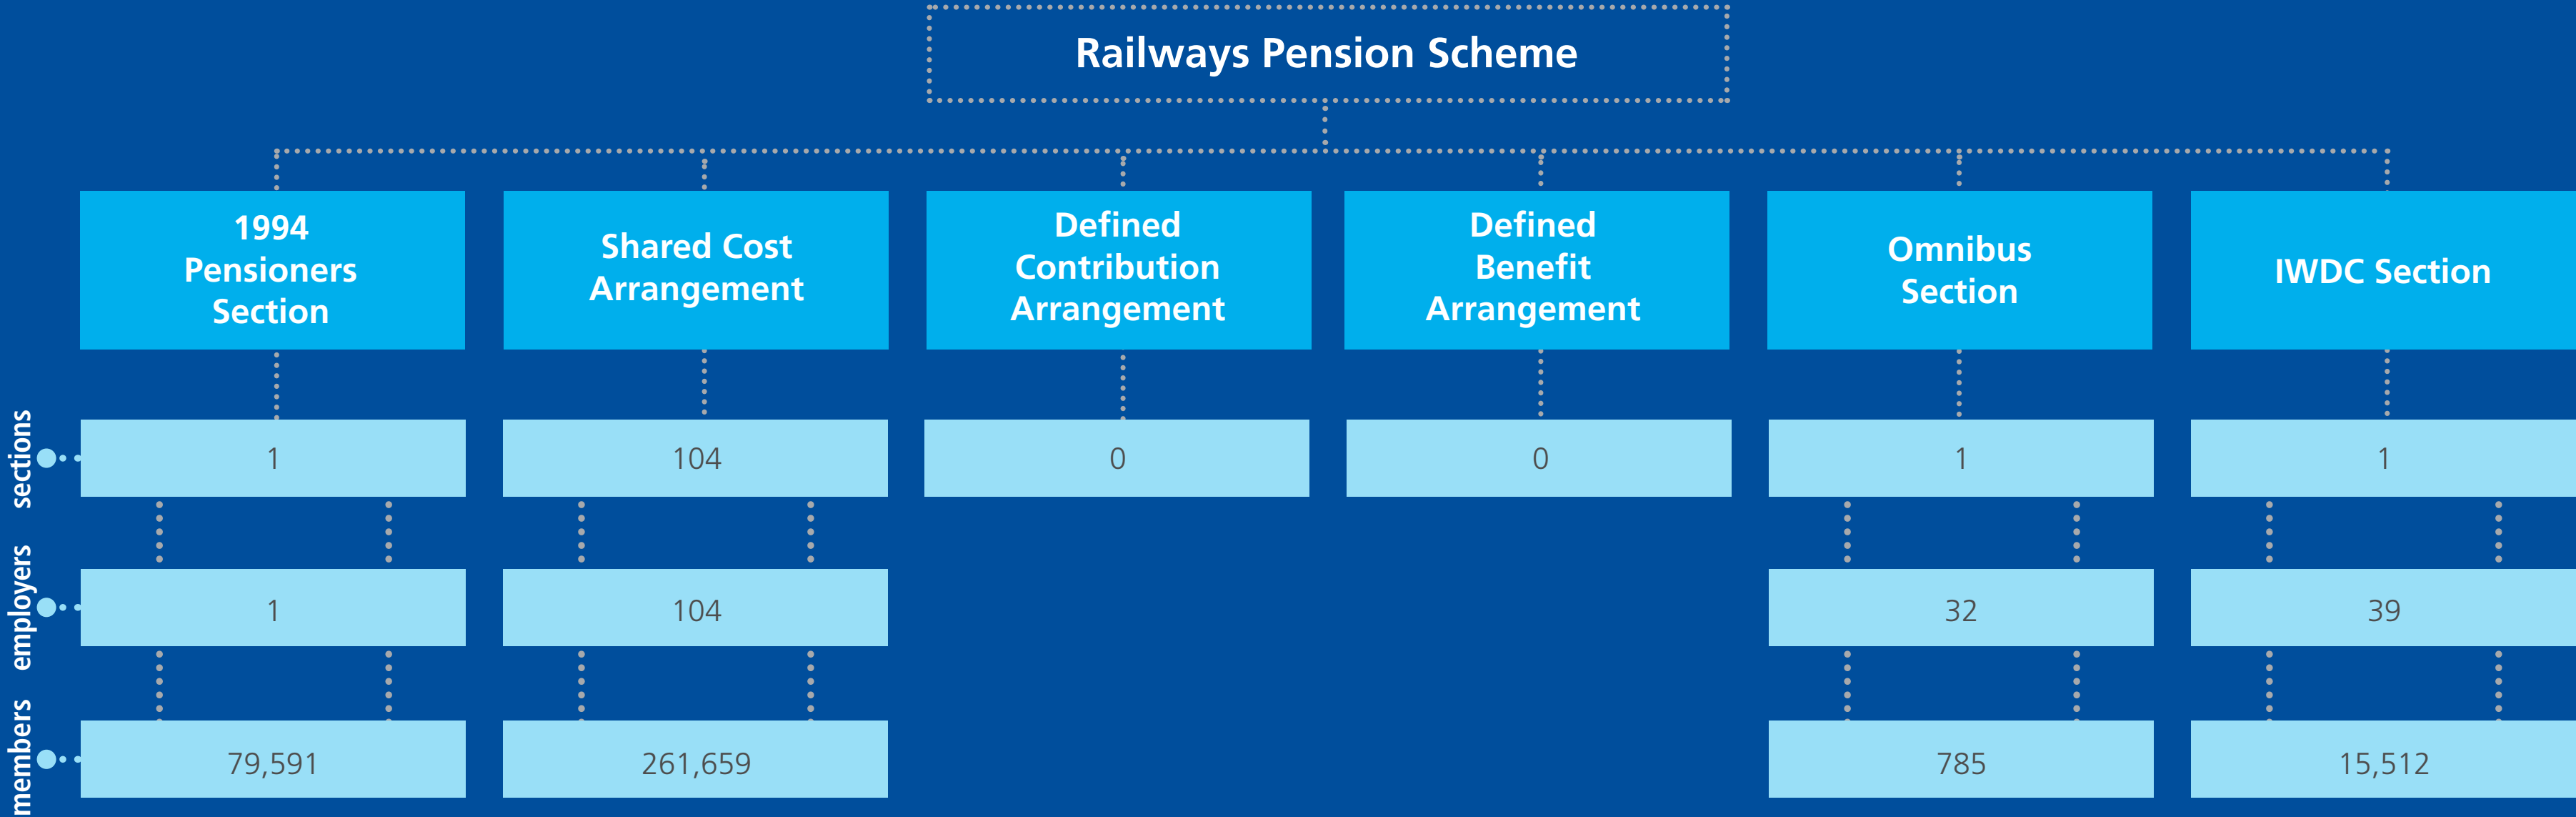 Railways Pension Scheme
1994
Pensioners
Section
Shared Cost
Arrangement
Defined
Contribution
Arrangement
Defined
Benefit
Arrangement
Omnibus
Section
IWDC Section
sections
1
104
0
0
1
1
employers
1
104
32
39
members
79,591
261,659
785
15,512